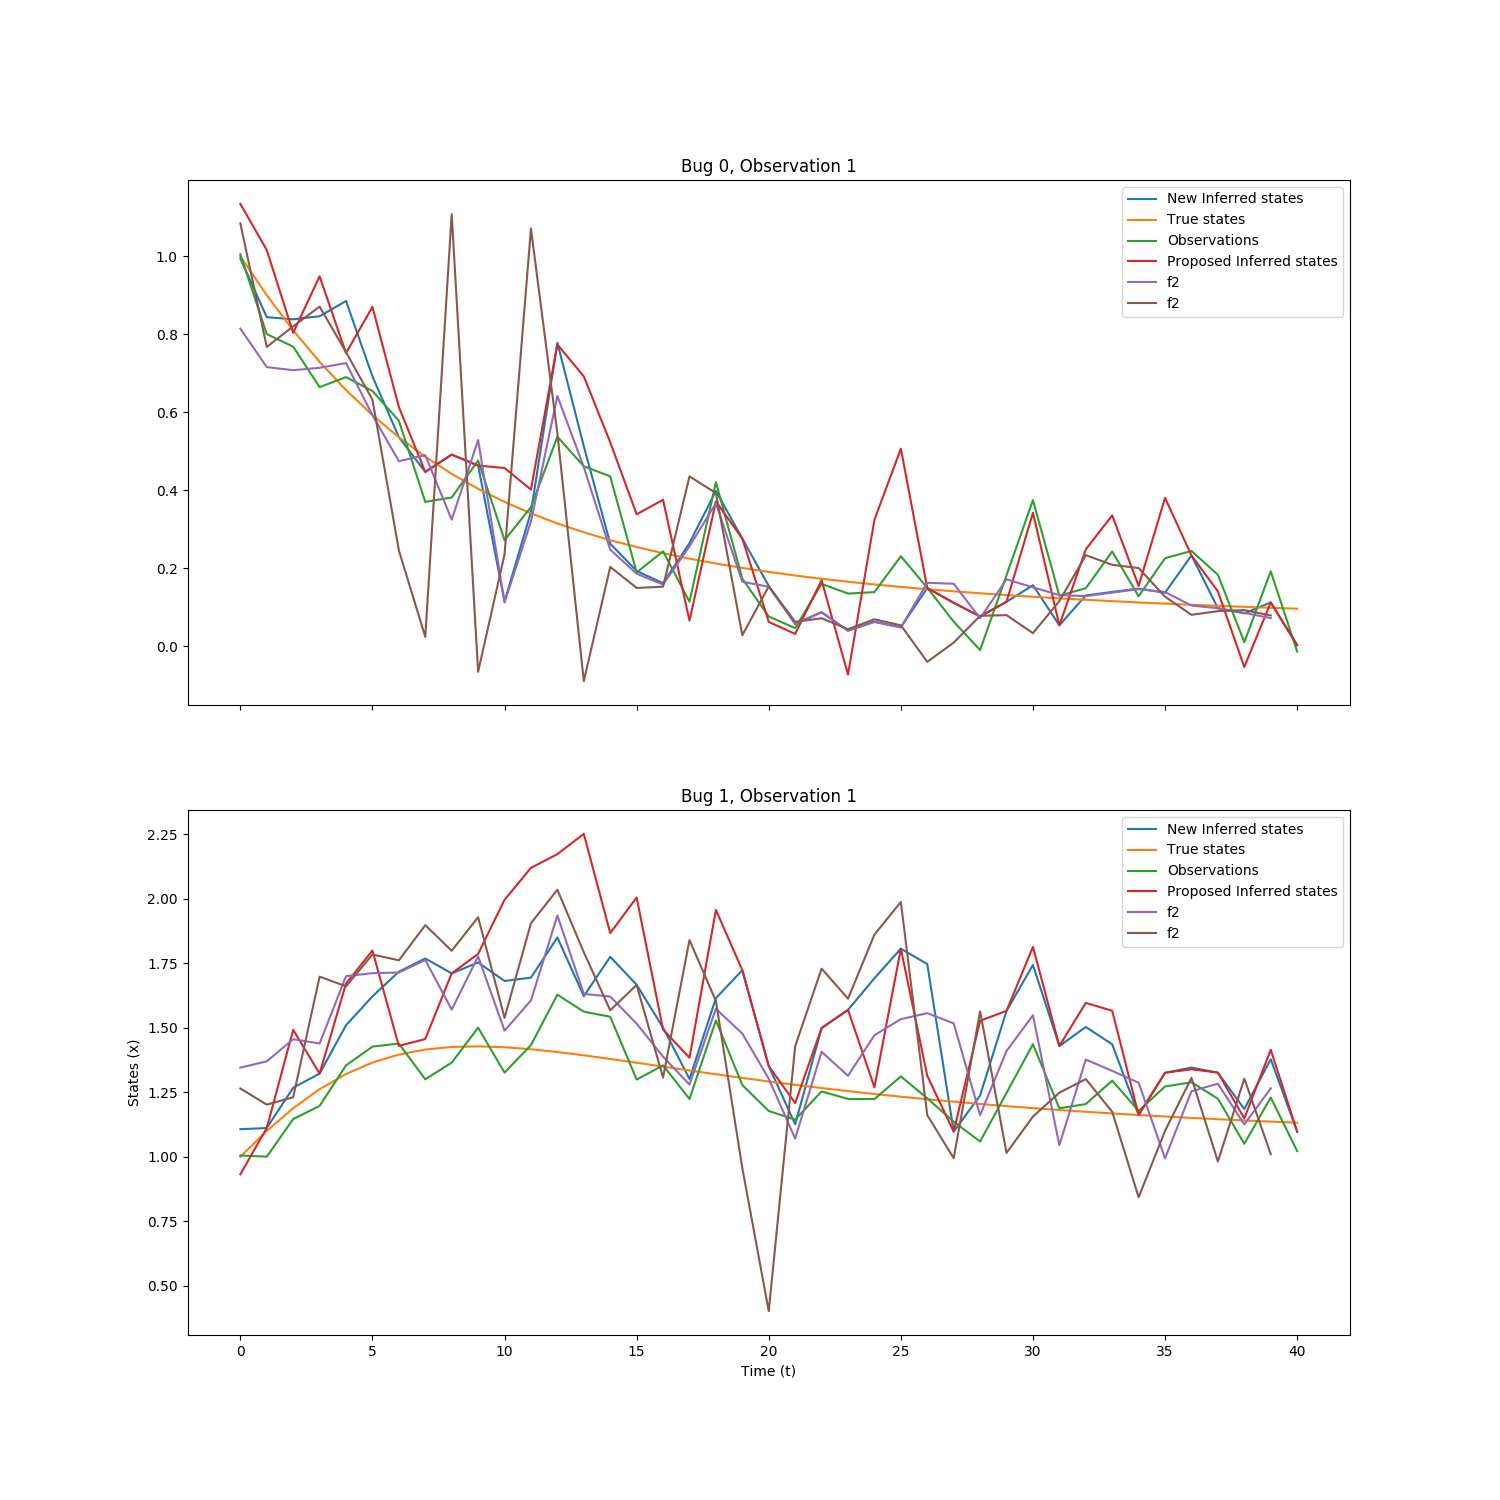 Bug 0, Observation 1
1.0
0.8
0.6
0.4
0.2
0.0
New Inferred states
True states
Observations
Proposed Inferred states
f2
f2
Bug 1, Observation 1
States (x)
2.25
2.00
1.75
1.50
1.25
1.00
0.75
0.50
New Inferred states
True states
Observations
Proposed Inferred states
f2
f2
0 5 10 15 20 25 30 35 40
Time (t)